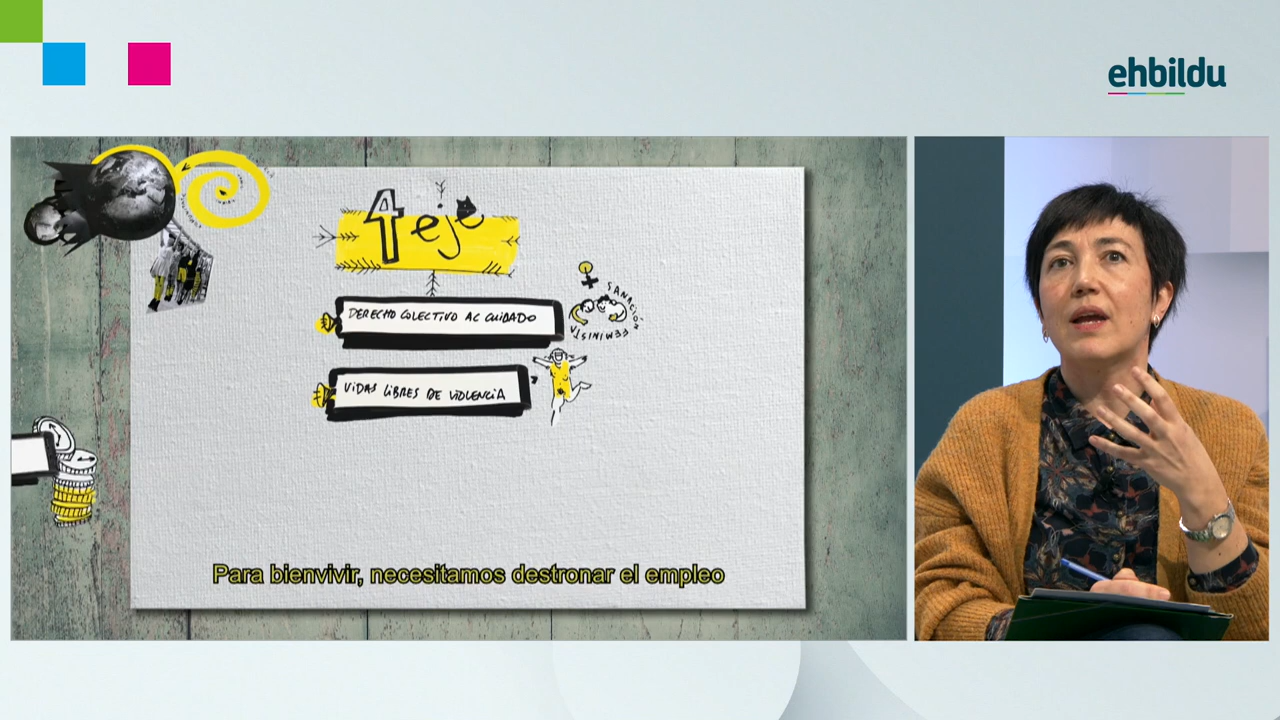 ehbildu
4 eje
DERECHO COLECTIVO AL CUIDADO
SANACIÓN
FEMINISTA
VIDAS LIBRES DE VIOLENCIA
Para bienvivir, necesitamos destronar el empleo